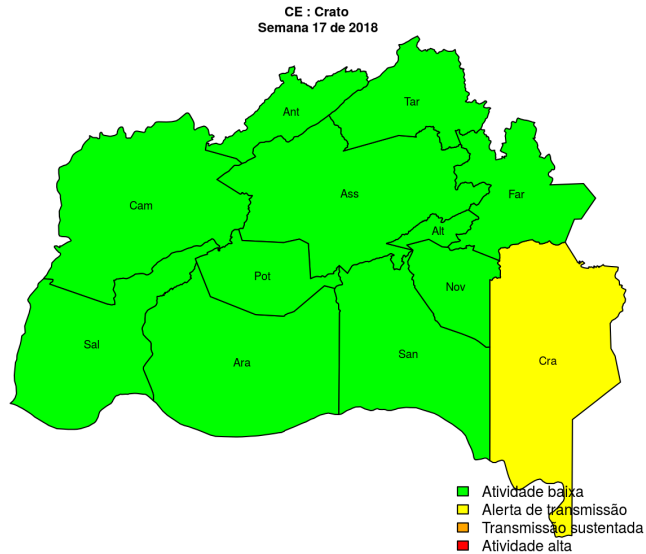 CE : Crato
Semana 17 de 2018
Tar
Ant
Cam
Ass
Far
Alt
Pot
Nov
Sal
Ara
San
Cra
Atividade baixa
Alerta de transmissão
Transmissão sustentada
Atividade alta